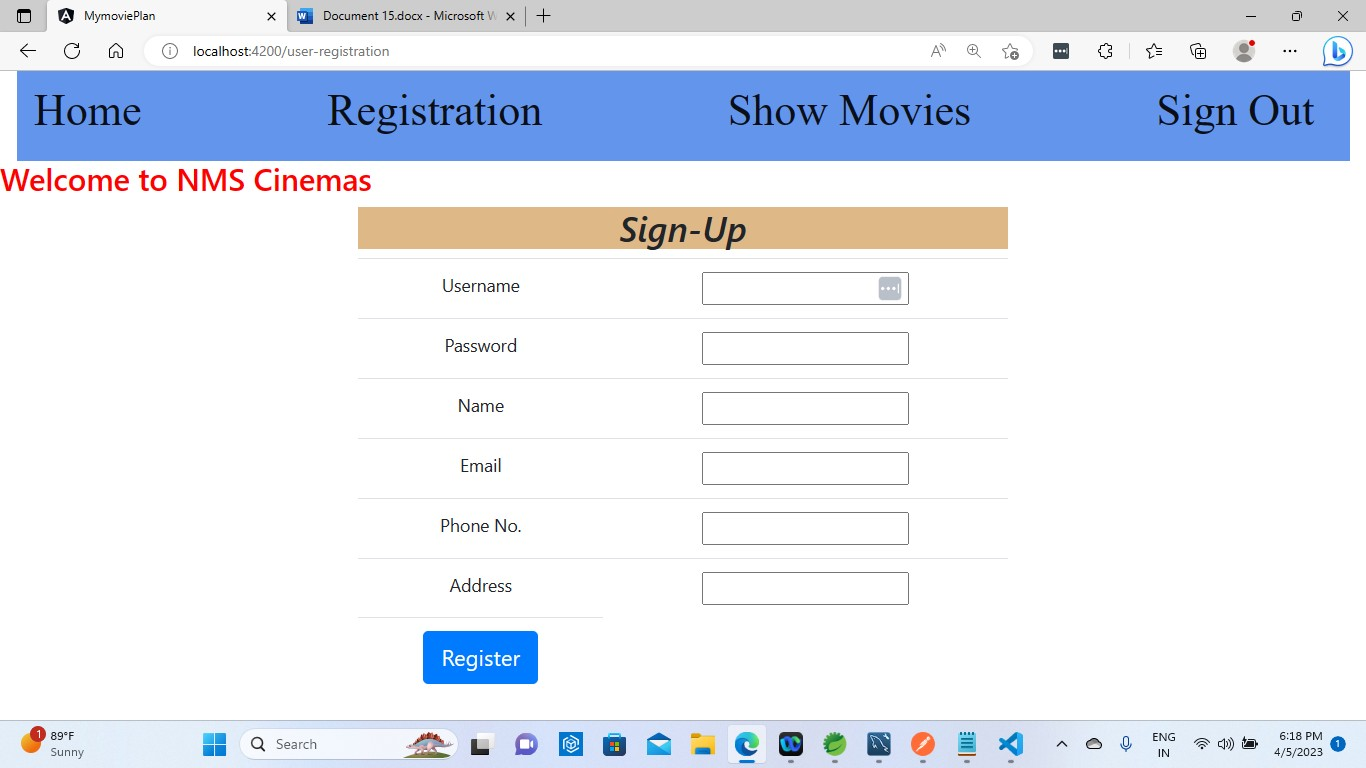 MymoviePlan
Document 15.docx - Microsoft W
localhost:4200/user-registration
Home Registration Show Movies Sign Out
Welcome to NMS Cinemas
Sign-Up
Username
Password
Name
Email
Phone No.
Address
Register
1
89°F
Sunny
Search
ENG
IN
6:18 PM
4/5/2023
1